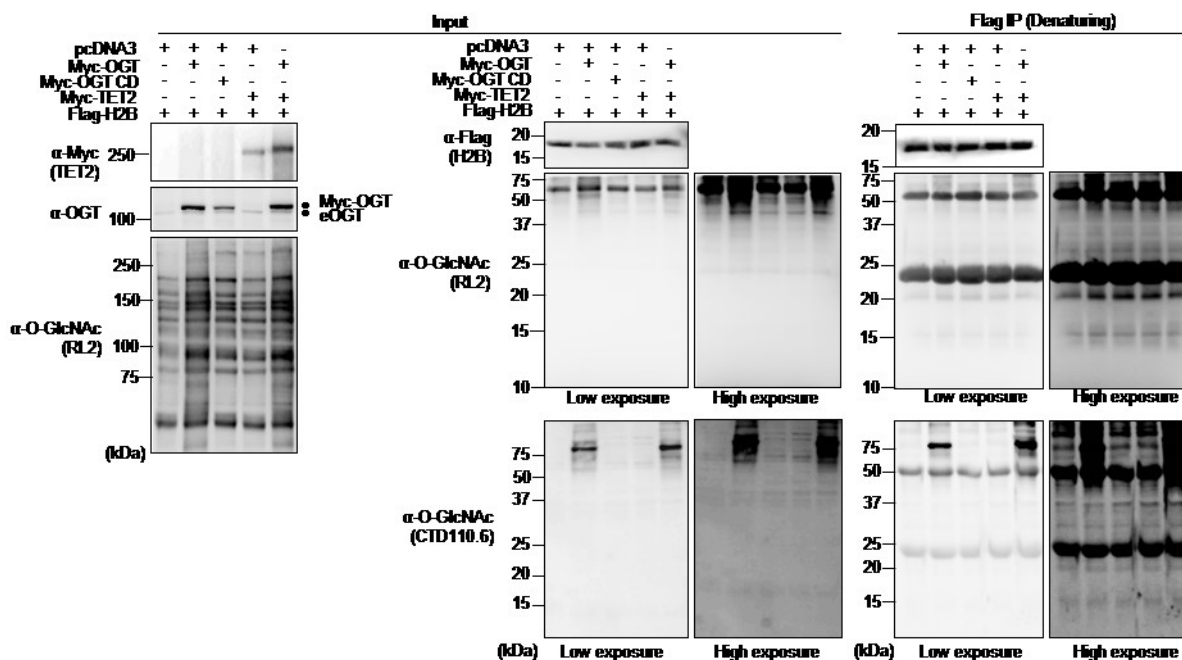 Input
Flag IP (Denaturing)
pcDNA3 + + + + -
Myc-OGT - + - - +
Myc-OGT CD - - + - -
Myc-TET2 - - - + +
Flag-H2B + + + + +
α-Myc
(TET2)
250
α-OGT
100
Myc-OGT
eOGT
α-O-GlcNAc
(RL2)
250
150
100
75
(kDa)
pcDNA3 + + + + -
Myc-OGT - + - - +
Myc-OGT CD - - + - -
Myc-TET2 - - - + +
Flag-H2B + + + + +
α-Flag
(H2B)
20
15
α-O-GlcNAc
(RL2)
75
50
37
25
20
15
10
Low exposure
High exposure
α-O-GlcNAc
(CTD110.6)
75
50
37
25
20
15
(kDa)
Low exposure
High exposure
+ + + + -
- + - - +
- - + - -
- - - + +
+ + + + +
20
15
75
50
37
25
20
15
10
Low exposure
High exposure
75
50
37
25
20
15
(kDa)
Low exposure
High exposure